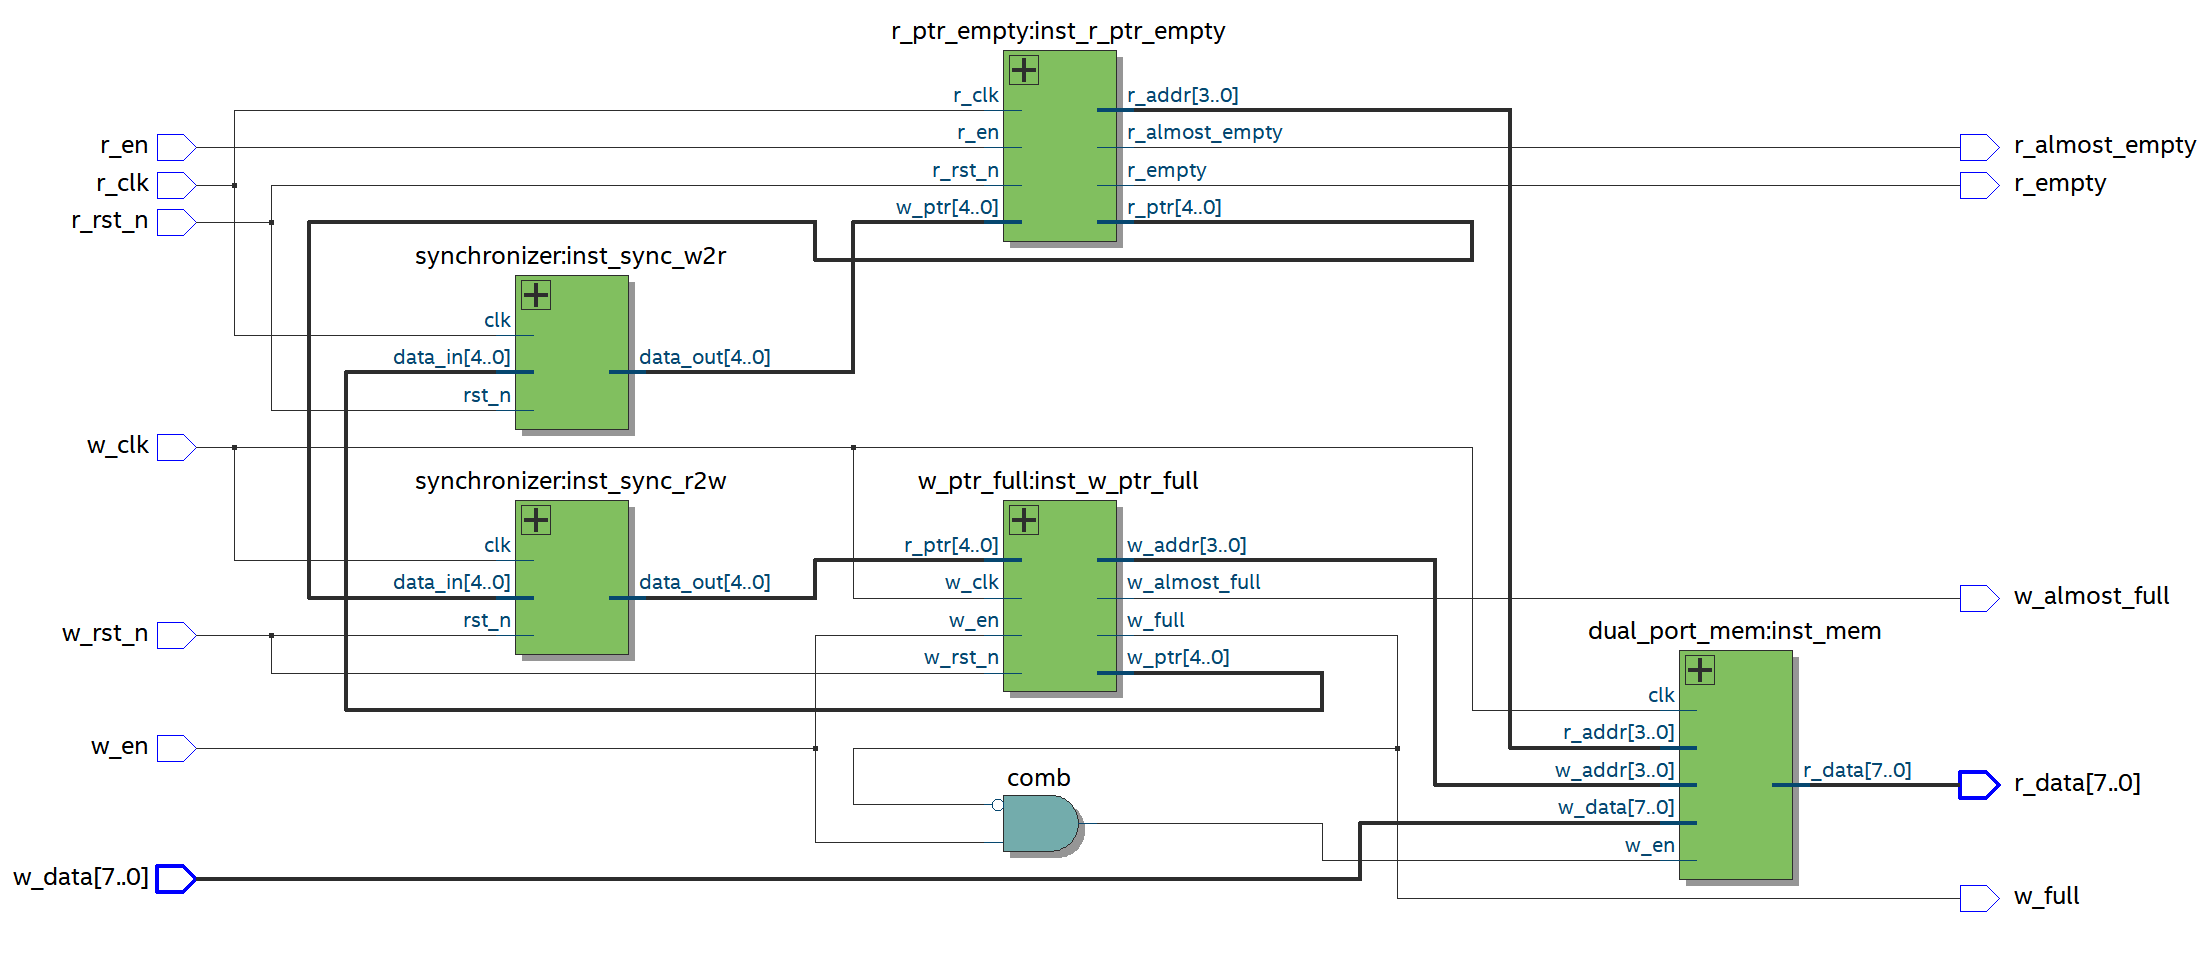 r_ptr_empty:inst_r_ptr_empty
r_clk
r_addr[3..0]
r_en
r_en
r_almost_empty
r_almost_empty
r_clk
r_rst_n
r_empty
r_empty
r_rst_n
w_ptr[4..0]
r_ptr[4..0]
synchronizer:inst_sync_w2r
clk
data_in[4..0]
data_out[4..0]
rst_n
w_clk
synchronizer:inst_sync_r2w
w_ptr_full:inst_w_ptr_full
clk
r_ptr[4..0]
w_addr[3..0]
data_in[4..0]
data_out[4..0]
w_clk
w_almost_full
w_almost_full
rst_n
w_en
w_full
w_rst_n
dual_port_mem:inst_mem
w_rst_n
w_ptr[4..0]
clk
r_addr[3..0]
w_en
comb
w_addr[3..0]
r_data[7..0]
r_data[7..0]
w_data[7..0]
w_en
w_data[7..0]
w_full